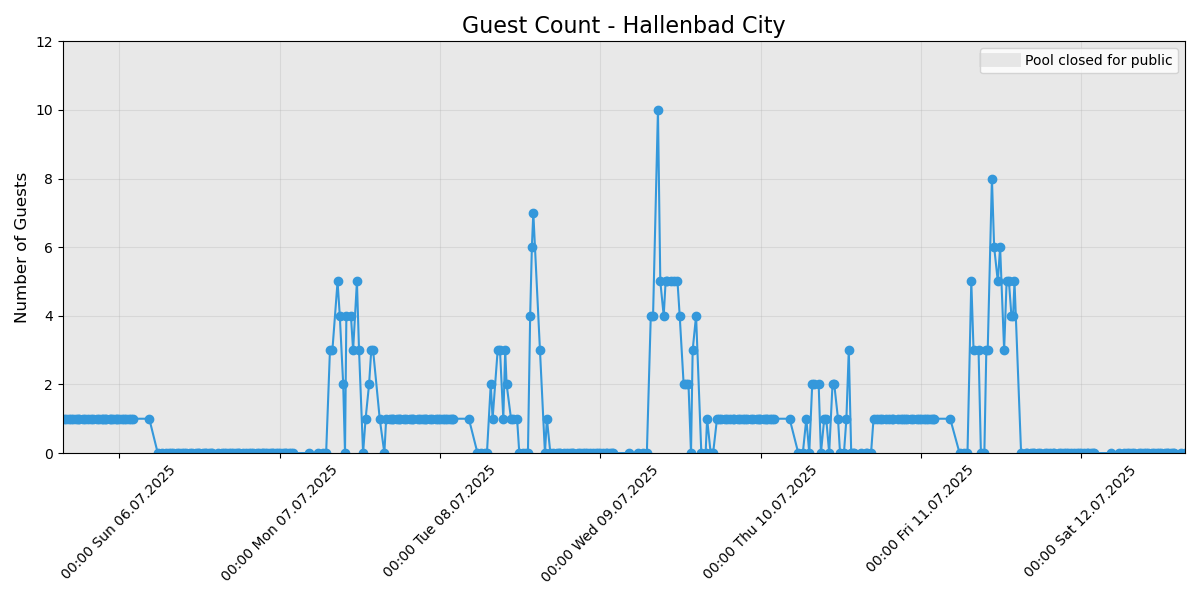 Guest Count - Hallenbad City
Pool closed for public
Number of Guests
12
10
8
6
4
2
0
00:00 Sun 06.07.2025
00:00 Mon 07.07.2025
00:00 Tue 08.07.2025
00:00 Wed 09.07.2025
00:00 Thu 10.07.2025
00:00 Fri 11.07.2025
00:00 Sat 12.07.2025